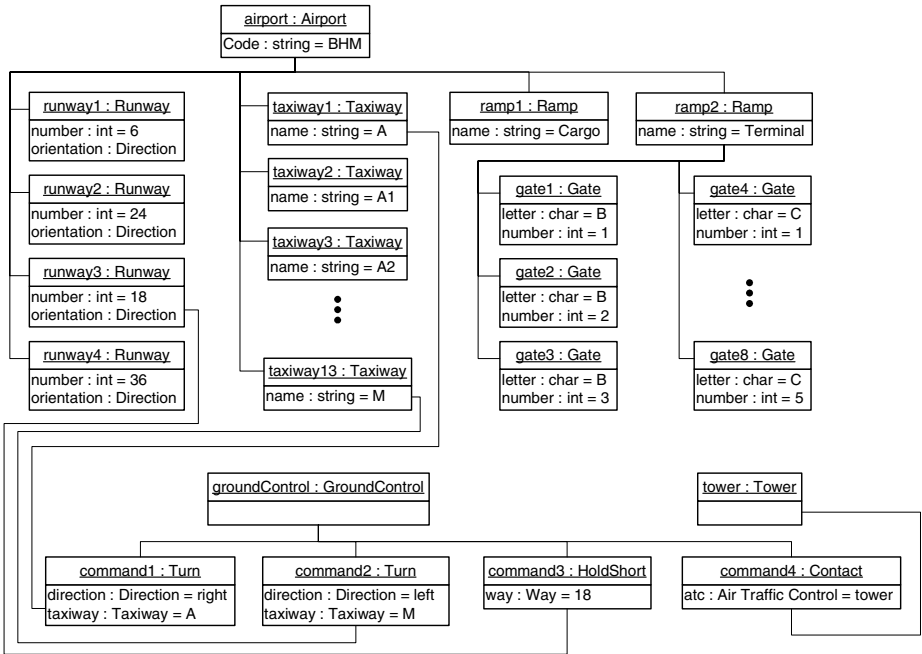 airport : Airport
Code : string = BHM
runway1 : Runway
number : int = 6
orientation : Direction
runway2 : Runway
number : int = 24
orientation : Direction
runway3 : Runway
number : int = 18
orientation : Direction
runway4 : Runway
number : int = 36
orientation : Direction
taxiway1 : Taxiway
name : string = A
taxiway2 : Taxiway
name : string = A1
taxiway3 : Taxiway
name : string = A2
taxiway13 : Taxiway
name : string = M
ramp1 : Ramp
name : string = Cargo
ramp2 : Ramp
name : string = Terminal
gate1 : Gate
letter : char = B
number : int = 1
gate2 : Gate
letter : char = B
number : int = 2
gate3 : Gate
letter : char = B
number : int = 3
gate4 : Gate
letter : char = C
number : int = 1
gate8 : Gate
letter : char = C
number : int = 5
groundControl : GroundControl
tower : Tower
command1 : Turn
direction : Direction = right
taxiway : Taxiway = A
command2 : Turn
direction : Direction = left
taxiway : Taxiway = M
command3 : HoldShort
way : Way = 18
command4 : Contact
atc : Air Traffic Control = tower